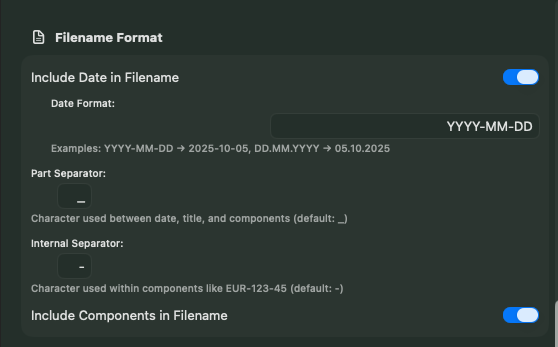 Filename Format
Include Date in Filename
Date Format:
YYYY-MM-DD
Examples: YYYY-MM-DD → 2025-10-05, DD.MM.YYYY → 05.10.2025
Part Separator:
_
Character used between date, title, and components (default: _)
Internal Separator:
-
Character used within components like EUR-123-45 (default: -)
Include Components in Filename